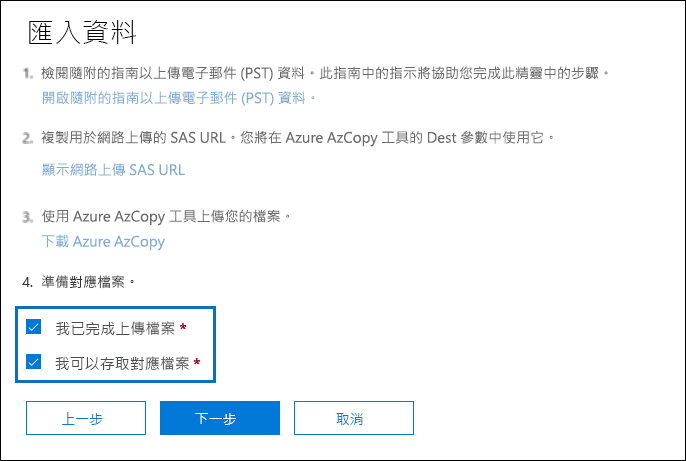 匯入資料
1. 檢閱隨附的指南以上傳電子郵件 (PST) 資料。此指南中的指示將協助您完成此精靈中的步驟。
開啟隨附的指南以上傳電子郵件 (PST) 資料。
2. 複製用於網路上傳的 SAS URL。您將在 Azure AzCopy 工具的 Dest 參數中使用它。
顯示網路上傳 SAS URL
3. 使用 Azure AzCopy 工具上傳您的檔案。
下載 Azure AzCopy
4. 準備對應檔案。
我已完成上傳檔案 *
我可以存取對應檔案 *
上一步 下一步 取消